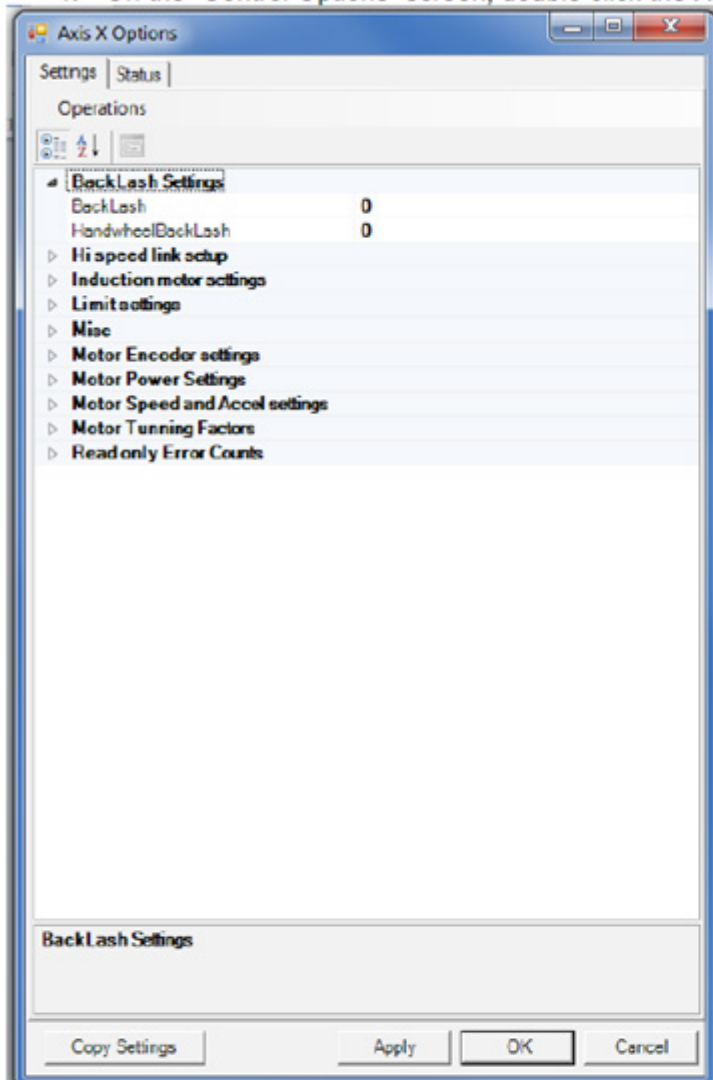 Axis X Options
Settings Status
Operations
BackLash Settings
BackLash 0
HandwheelBackLash 0
Hi speed link setup
Induction motor settings
Limit settings
Misc
Motor Encoder settings
Motor Power Settings
Motor Speed and Accel settings
Motor Tunning Factors
Read only Error Counts
BackLash Settings
Copy Settings Apply OK Cancel